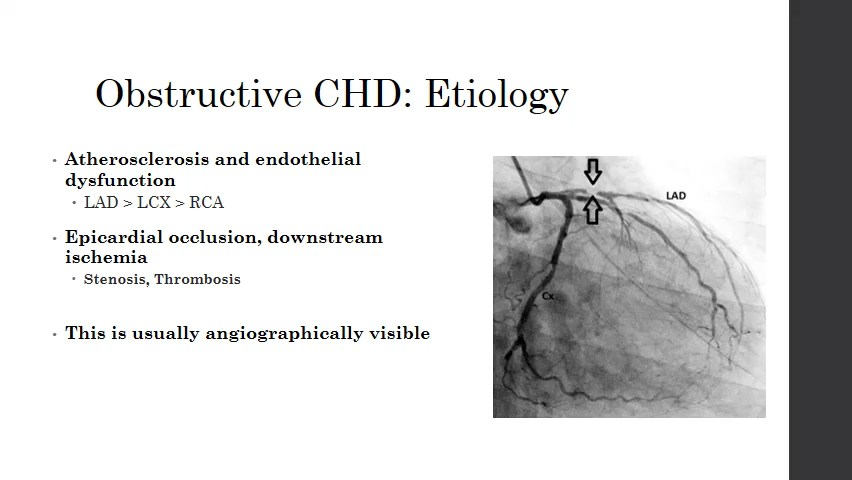 Obstructive CHD: Etiology
• Atherosclerosis and endothelial
dysfunction
• LAD > LCX > RCA
• Epicardial occlusion, downstream
ischemia
• Stenosis, Thrombosis
• This is usually angiographically visible
LAD
Cx